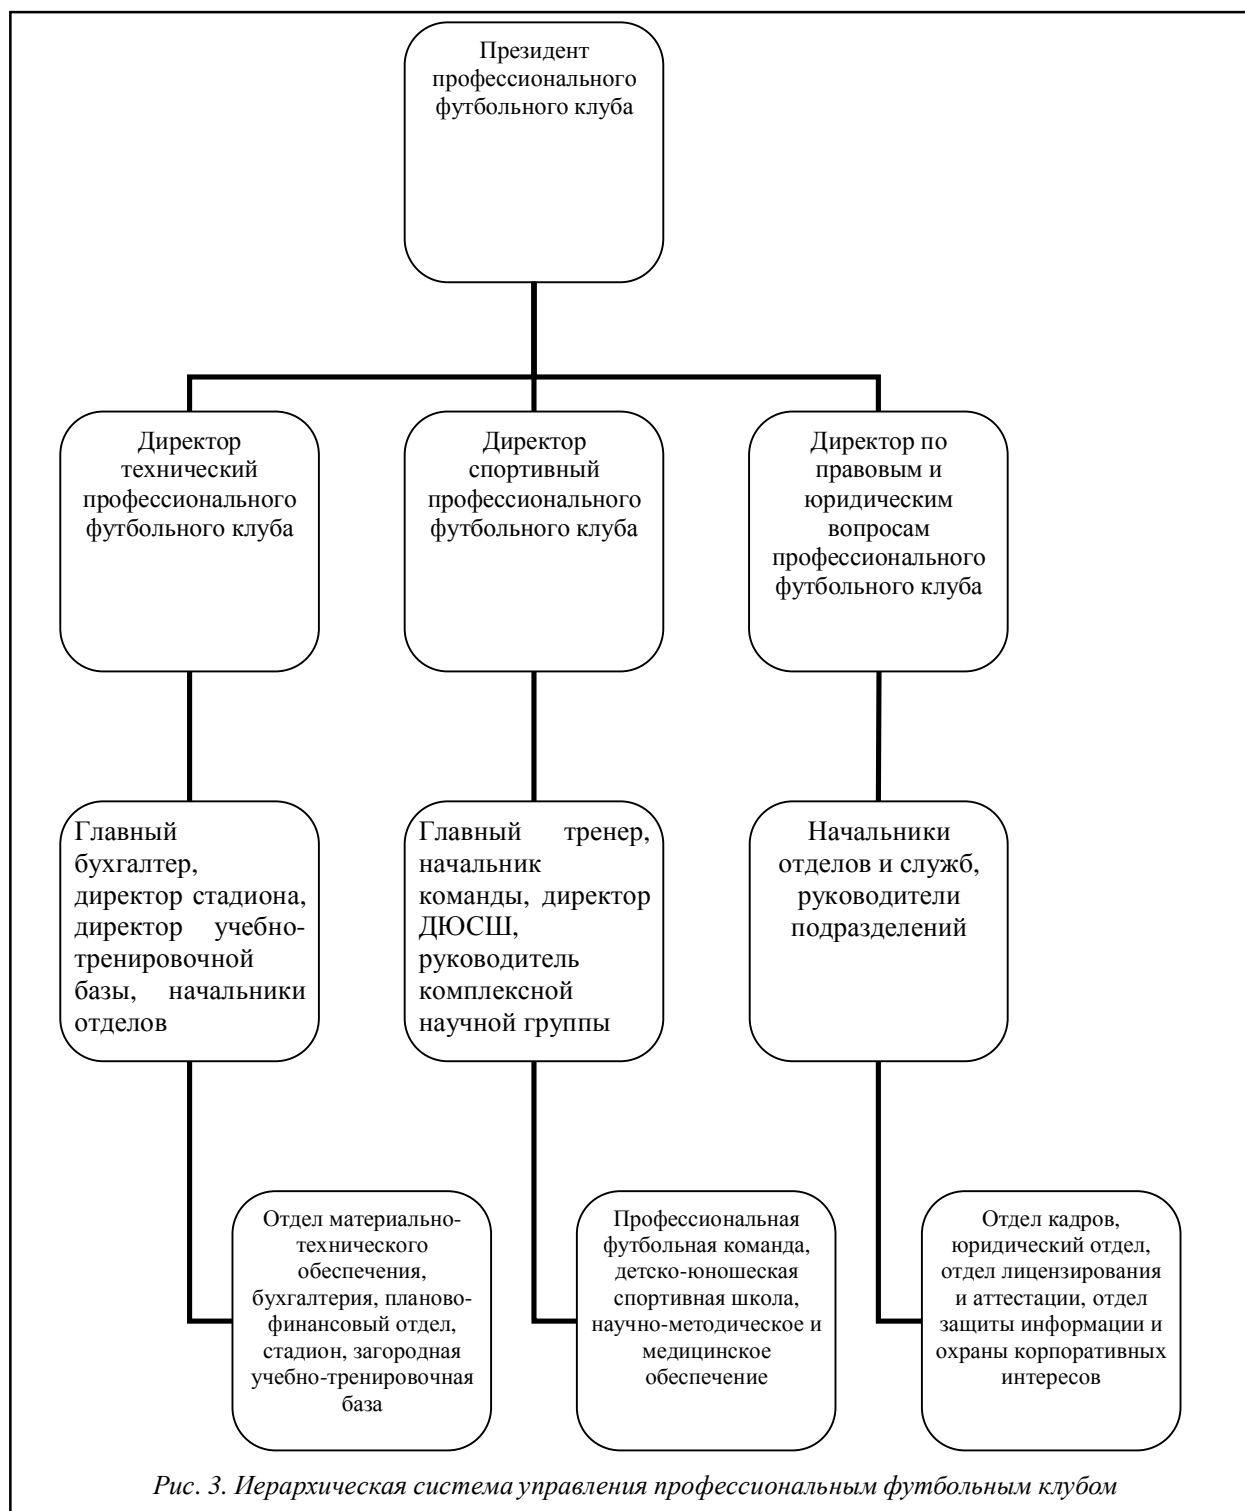 Президент
профессионального
футбольного клуба
Директор
технический
профессионального
футбольного клуба
Директор
спортивный
профессионального
футбольного клуба
Директор по
правовым и
юридическим
вопросам
профессионального
футбольного клуба
Главный
бухгалтер,
директор стадиона,
директор учебно-
тренировочной
базы, начальники
отделов
Главный тренер,
начальник
команды, директор
ДЮСШ,
руководитель
комплексной
научной группы
Начальники
отделов и служб,
руководители
подразделений
Отдел материально-
технического
обеспечения,
бухгалтерия, планово-
финансовый отдел,
стадион, загородная
учебно-тренировочная
база
Профессиональная
футбольная команда,
детско-юношеская
спортивная школа,
научно-методическое и
медицинское
обеспечение
Отдел кадров,
юридический отдел,
отдел лицензирования
и аттестации, отдел
защиты информации и
охраны корпоративных
интересов
Рис. 3. Иерархическая система управления профессиональным футбольным клубом